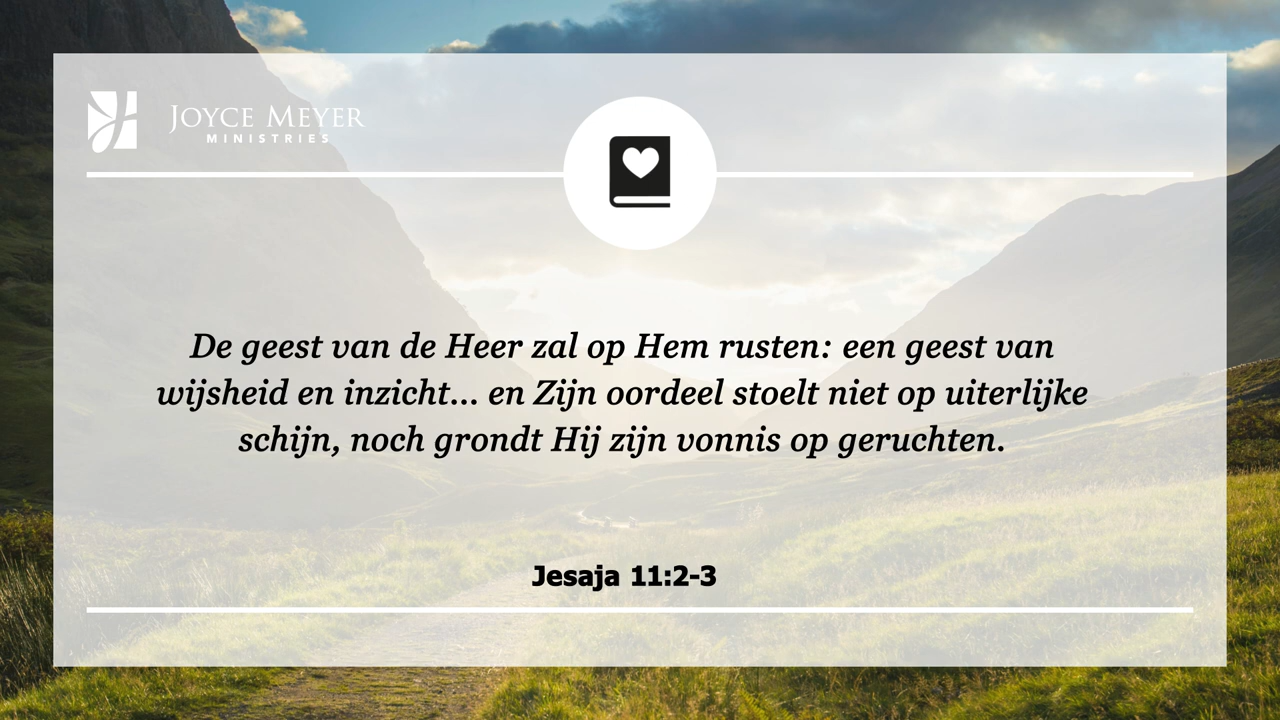 JOYCE MEYER
MINISTRIES
De geest van de Heer zal op Hem rusten: een geest van
wijsheid en inzicht... en Zijn oordeel stoelt niet op uiterlijke
schijn, noch grondt Hij zijn vonnis op geruchten.
Jesaja 11:2-3